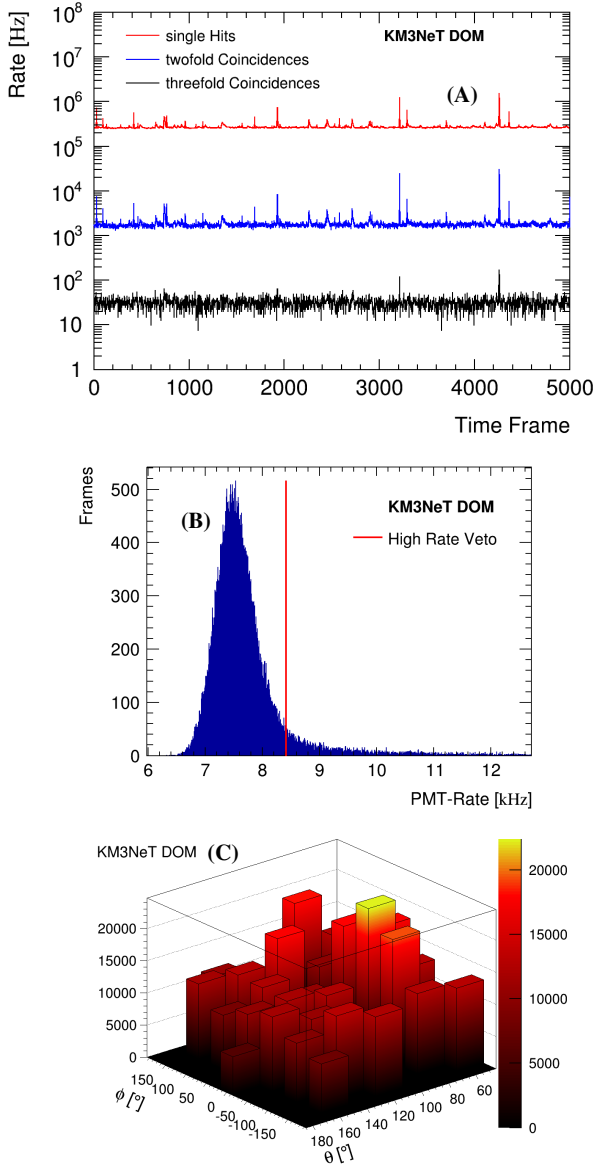 Rate [Hz]
10^8
10^7
10^6
10^5
10^4
10^3
10^2
10
1
single Hits
twofold Coincidences
threefold Coincidences
KM3NeT DOM
(A)
0 1000 2000 3000 4000 5000
Time Frame
Frames
500
400
300
200
100
0
(B)
KM3NeT DOM
High Rate Veto
6 7 8 9 10 11 12
PMT-Rate [kHz]
KM3NeT DOM (C)
20000
15000
10000
5000
0
150 100 50 0 -50 -100 -150
ϕ [°]
180 160 140 120 100 80 60
θ [°]
20000
15000
10000
5000
0